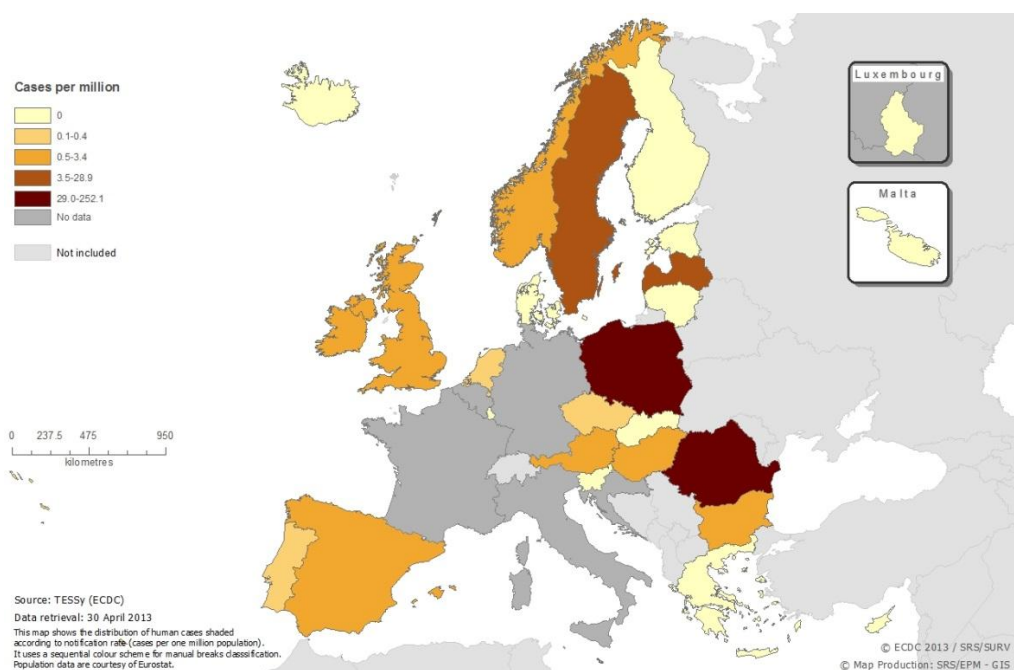 Cases per million
0
0.1-0.4
0.5-3.4
3.5-28.9
29.0-252.1
No data
Not included
Luxembourg
Malta
0 237.5 475 950
kilometres
Source: TESSy (ECDC)
Data retrieval: 30 April 2013
This map shows the distribution of human cases shaded
according to notification rate (cases per one million population).
It uses a sequential colour scheme for manual breaks classsification.
Population data are courtesy of Eurostat.
© ECDC 2013 / SRS/SURV
© Map Production: SRS/EPM - GIS